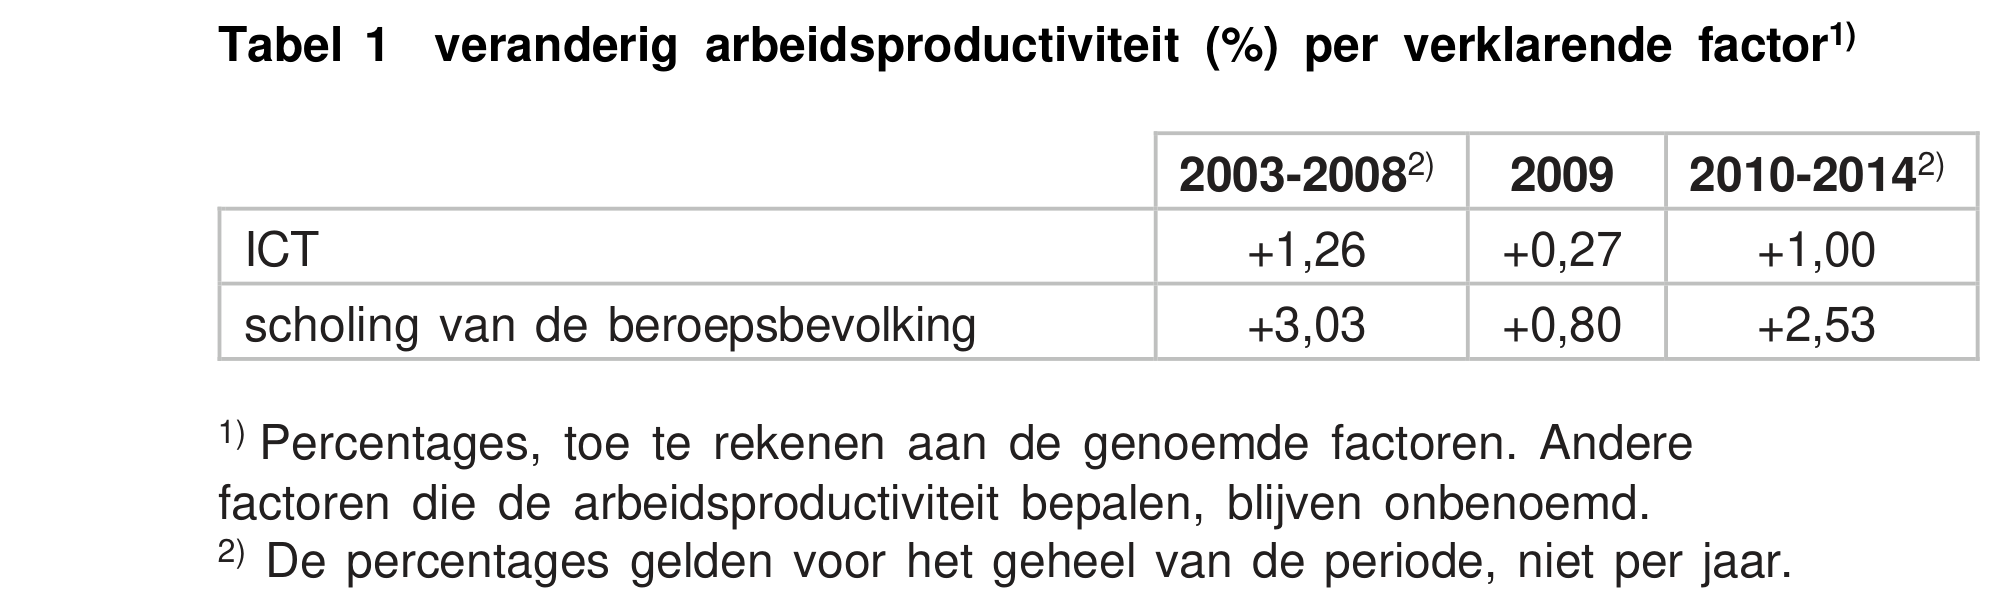 Tabel 1 veranderig arbeidsproductiviteit (%) per verklarende factor1)
2003-20082) 2009 2010-20142)
ICT +1,26 +0,27 +1,00
scholing van de beroepsbevolking +3,03 +0,80 +2,53
1) Percentages, toe te rekenen aan de genoemde factoren. Andere
factoren die de arbeidsproductiviteit bepalen, blijven onbenoemd.
2) De percentages gelden voor het geheel van de periode, niet per jaar.